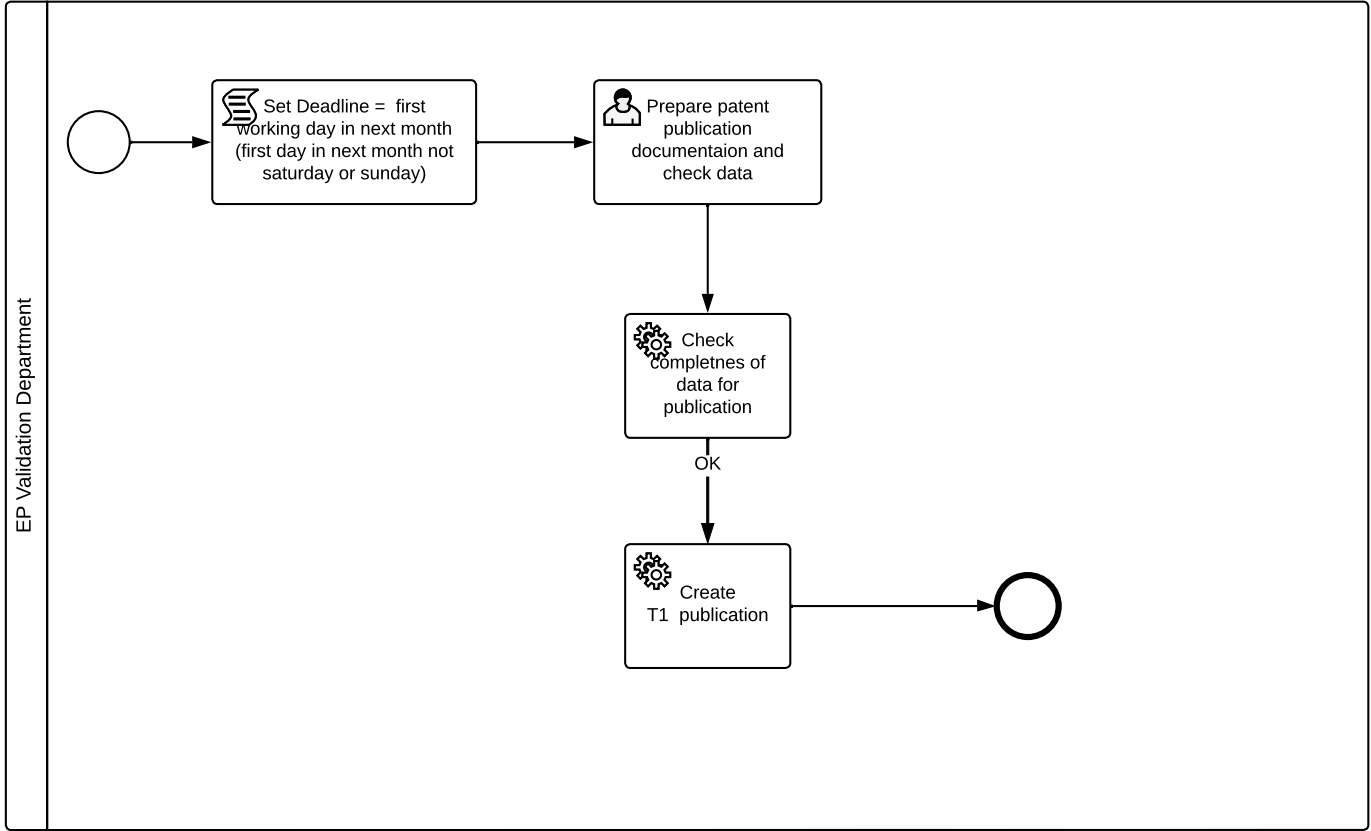 EP Validation Department
Set Deadline =  first
working day in next month
(first day in next month not
saturday or sunday)
Prepare patent
publication
documentaion and
check data
Check
completnes of
data for
publication
OK
Create
T1  publication